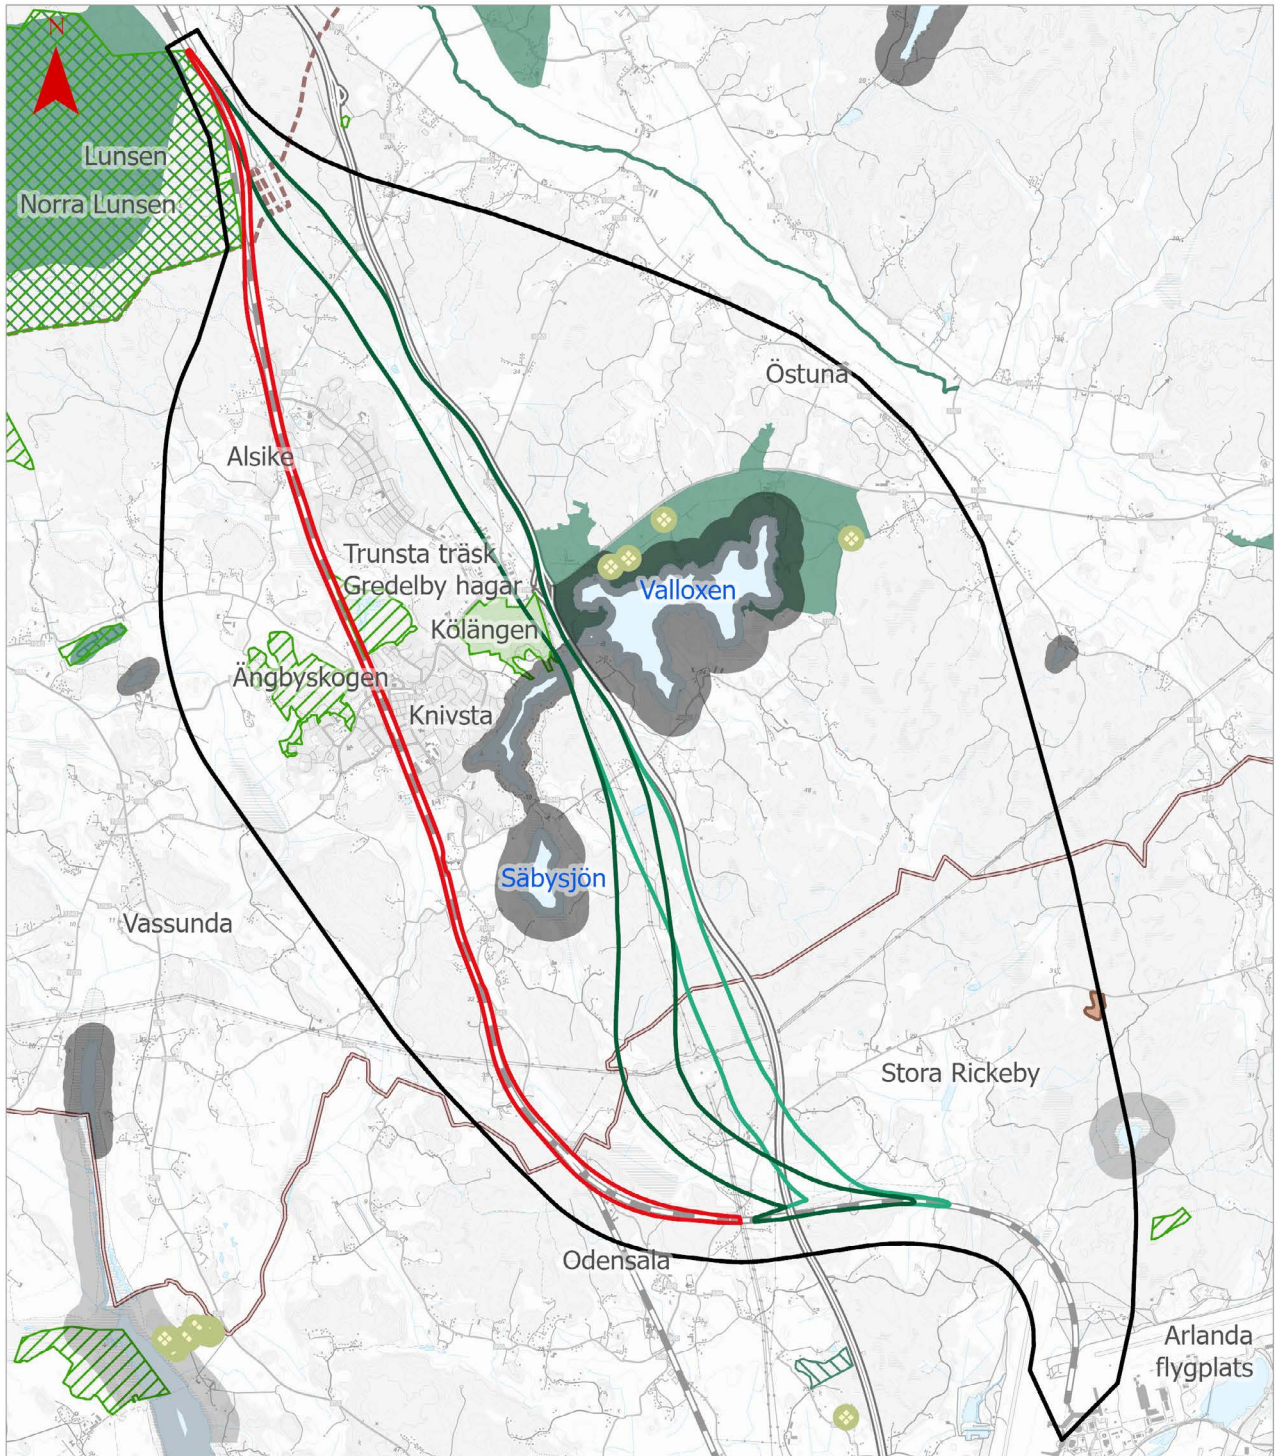 N
Lunsen
Norra Lunsen
Östuna
Alsike
Trunsta träsk
Gredelby hagar
Valloxen
Kölängen
Ängbyskogen
Knivsta
Säbysjön
Vassunda
Stora Rickeby
Odensala
Arlanda
flygplats